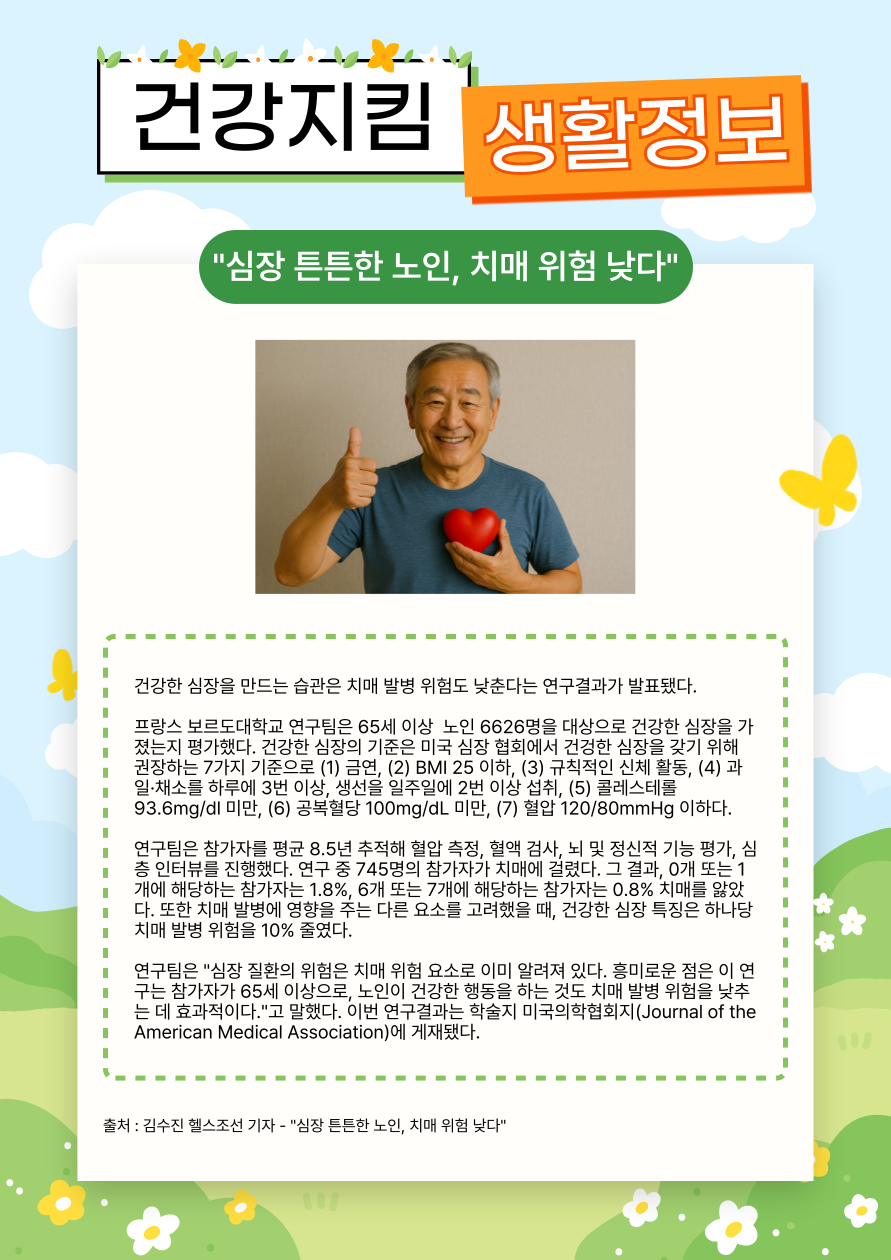 건강지킴
생활정보
"심장 튼튼한 노인, 치매 위험 낮다"
건강한 심장을 만드는 습관은 치매 발병 위험도 낮춘다는 연구결과가 발표됐다.
프랑스 보르도대학교 연구팀은 65세 이상  노인 6626명을 대상으로 건강한 심장을 가
졌는지 평가했다. 건강한 심장의 기준은 미국 심장 협회에서 건겅한 심장을 갖기 위해
권장하는 7가지 기준으로 (1) 금연, (2) BMI 25 이하, (3) 규칙적인 신체 활동, (4) 과
일·채소를 하루에 3번 이상, 생선을 일주일에 2번 이상 섭취, (5) 콜레스테롤
93.6mg/dl 미만, (6) 공복혈당 100mg/dL 미만, (7) 혈압 120/80mmHg 이하다.
연구팀은 참가자를 평균 8.5년 추적해 혈압 측정, 혈액 검사, 뇌 및 정신적 기능 평가, 심
층 인터뷰를 진행했다. 연구 중 745명의 참가자가 치매에 걸렸다. 그 결과, 0개 또는 1
개에 해당하는 참가자는 1.8%, 6개 또는 7개에 해당하는 참가자는 0.8% 치매를 앓았
다. 또한 치매 발병에 영향을 주는 다른 요소를 고려했을 때, 건강한 심장 특징은 하나당
치매 발병 위험을 10% 줄였다.
연구팀은 "심장 질환의 위험은 치매 위험 요소로 이미 알려져 있다. 흥미로운 점은 이 연
구는 참가자가 65세 이상으로, 노인이 건강한 행동을 하는 것도 치매 발병 위험을 낮추
는 데 효과적이다."고 말했다. 이번 연구결과는 학술지 미국의학협회지(Journal of the
American Medical Association)에 게재됐다.
출처 : 김수진 헬스조선 기자 - "심장 튼튼한 노인, 치매 위험 낮다"